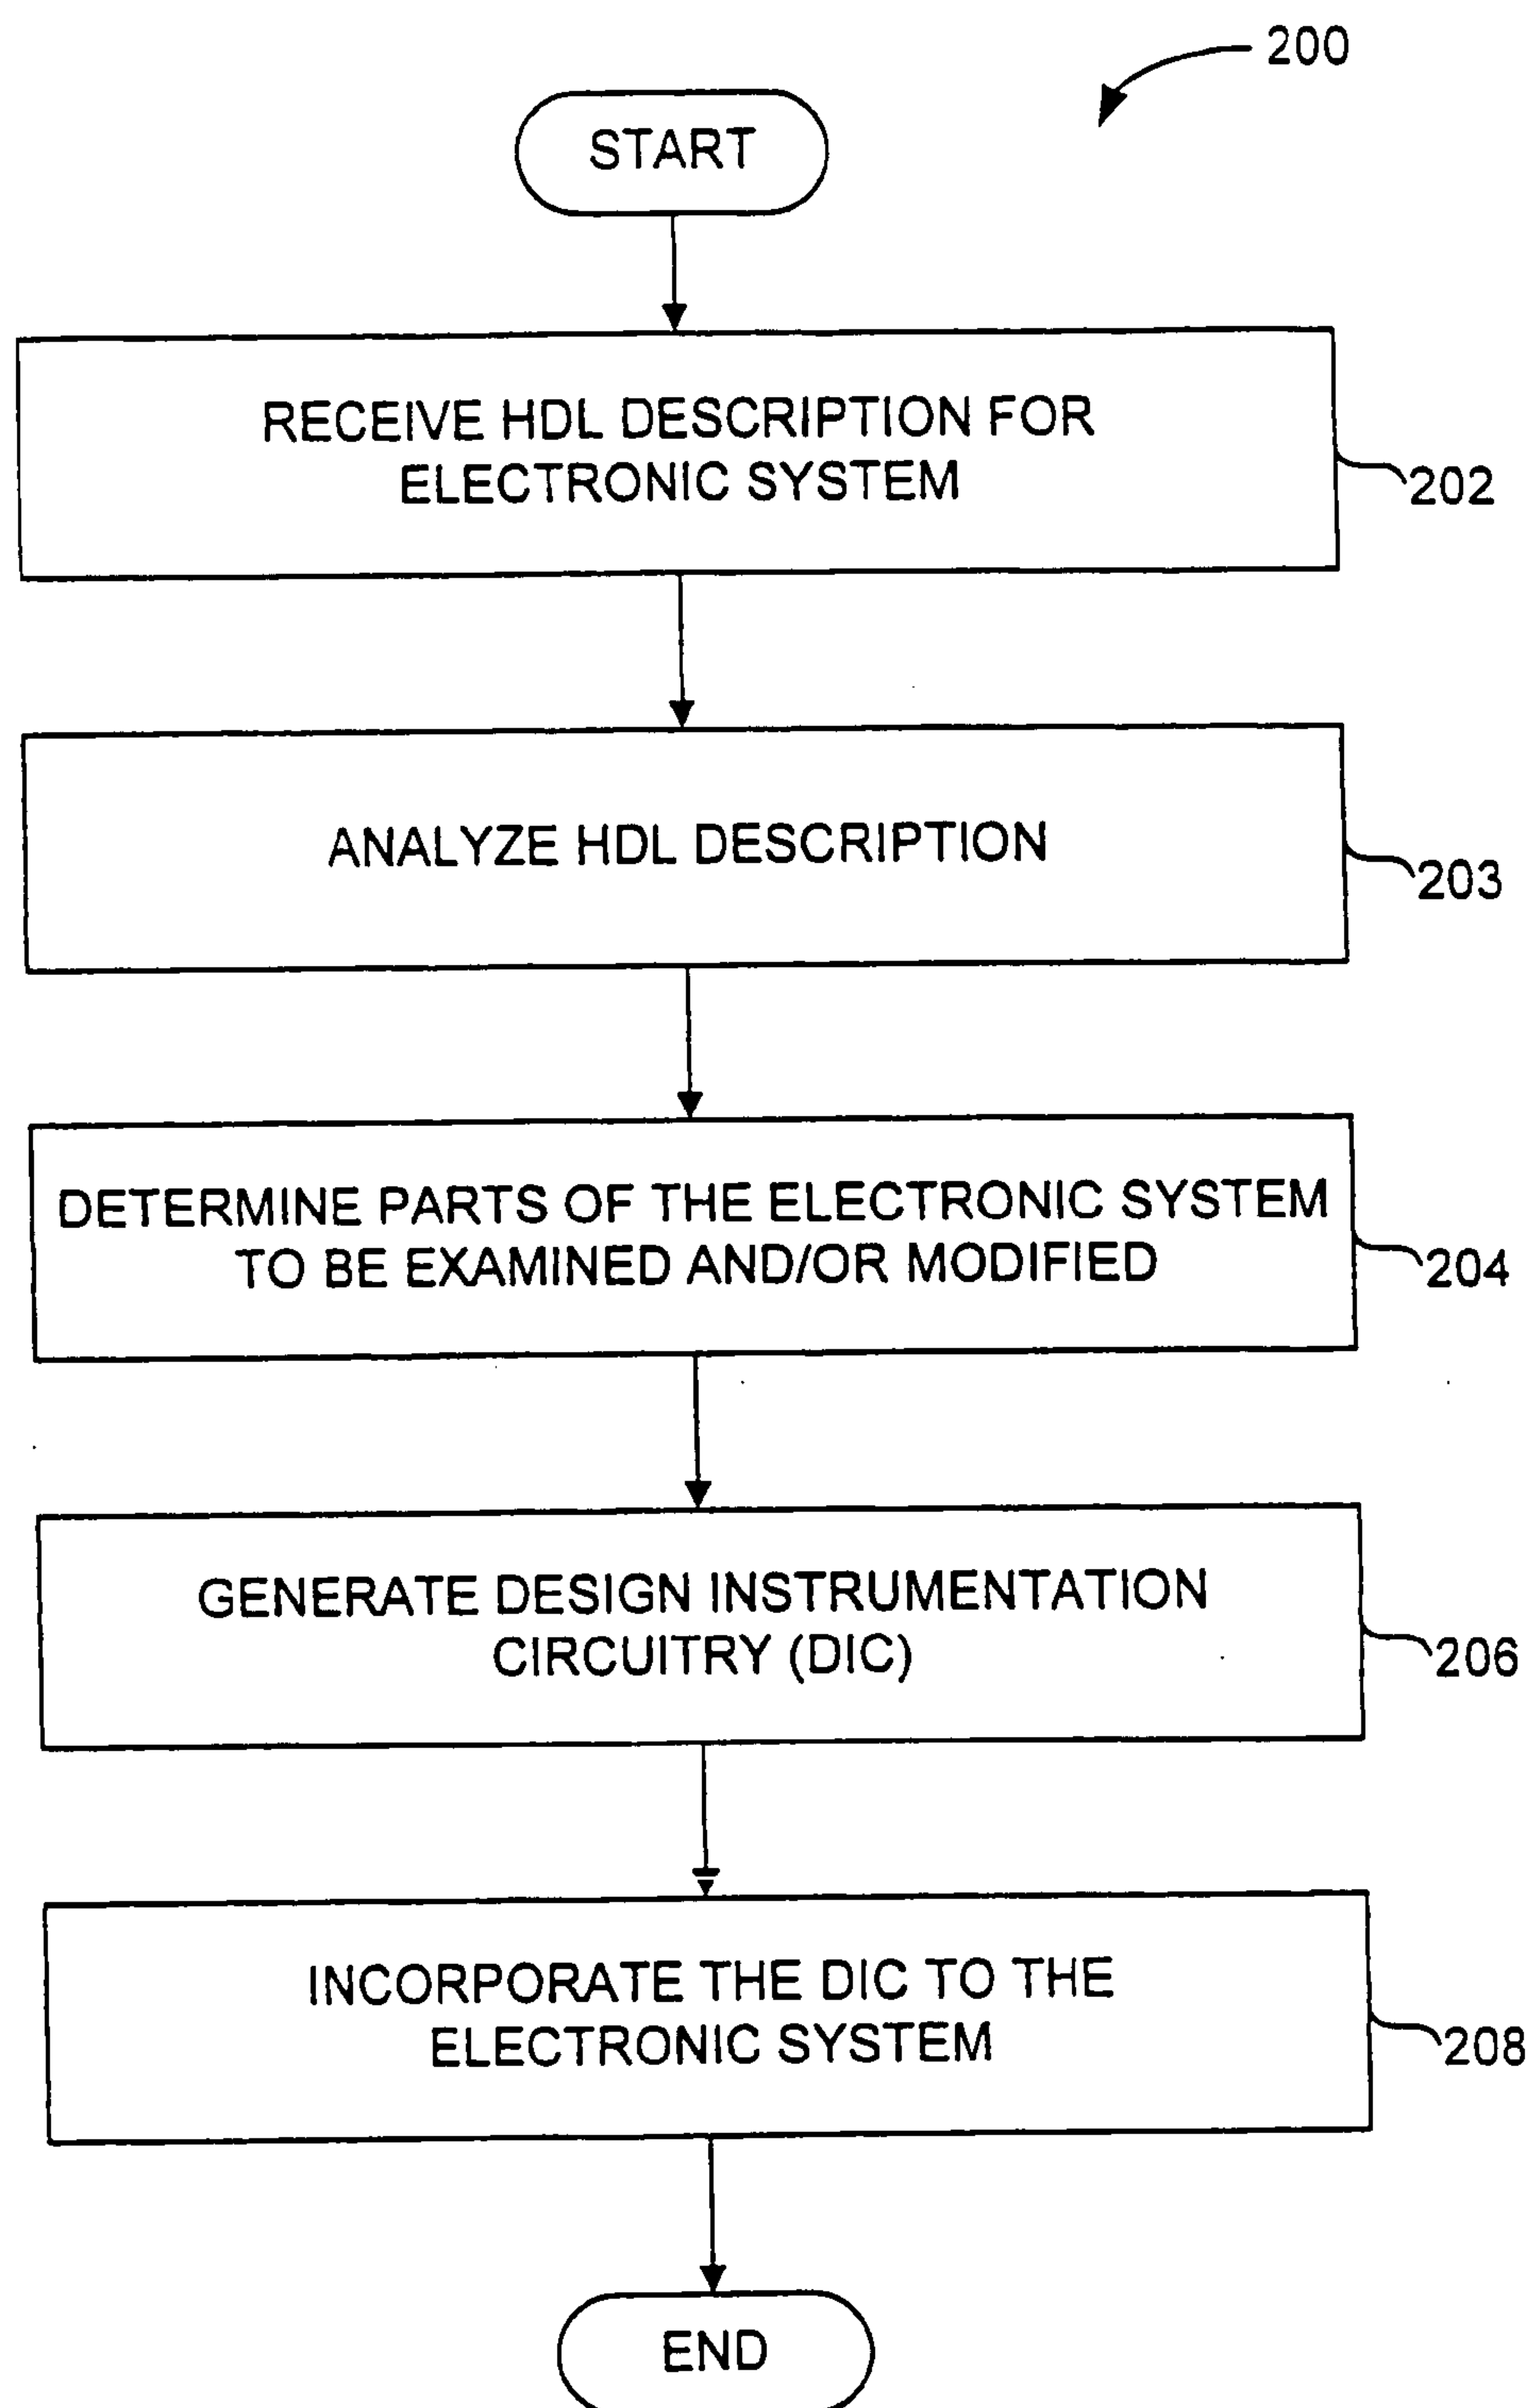 200
START
RECEIVE HDL DESCRIPTION FOR
ELECTRONIC SYSTEM
202
ANALYZE HDL DESCRIPTION
203
DETERMINE PARTS OF THE ELECTRONIC SYSTEM
TO BE EXAMINED AND/OR MODIFIED
204
GENERATE DESIGN INSTRUMENTATION
CIRCUITRY (DIC)
206
INCORPORATE THE DIC TO THE
ELECTRONIC SYSTEM
208
END